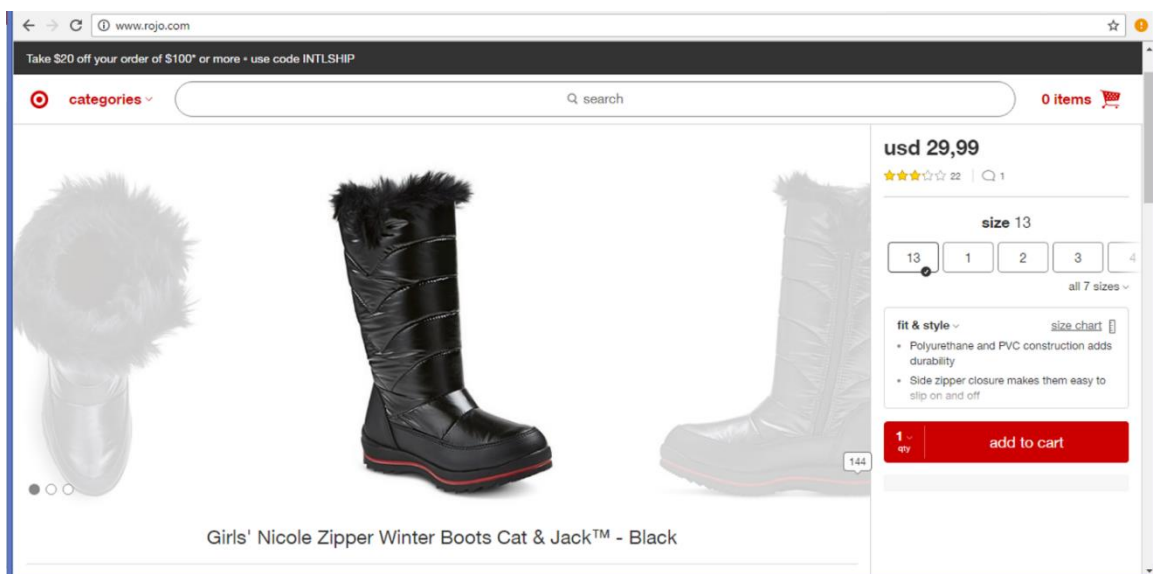 www.rojo.com
Take $20 off your order of $100* or more • use code INTLSHIP
categories
search
0 items
usd 29,99
22 1
size 13
13 1 2 3 4
all 7 sizes
fit & style size chart
• Polyurethane and PVC construction adds
durability
• Side zipper closure makes them easy to
slip on and off
1
qty
add to cart
144
Girls' Nicole Zipper Winter Boots Cat & Jack™ - Black